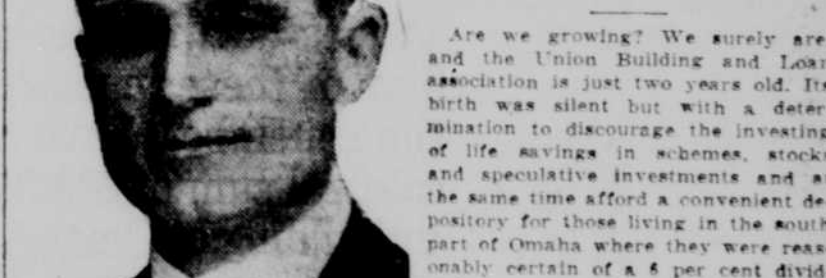 Are we growing? We surely are
and the Union Building and Loan
association is just two years old. Its
birth was silent but with a deter
mination to discourage the investing
of life savings in schemes, stocks
and speculative investments and at
the same time afford a convenient de
pository for those living in the south
part of Omaha where they were reas
onably certain of a 6 per cent divid